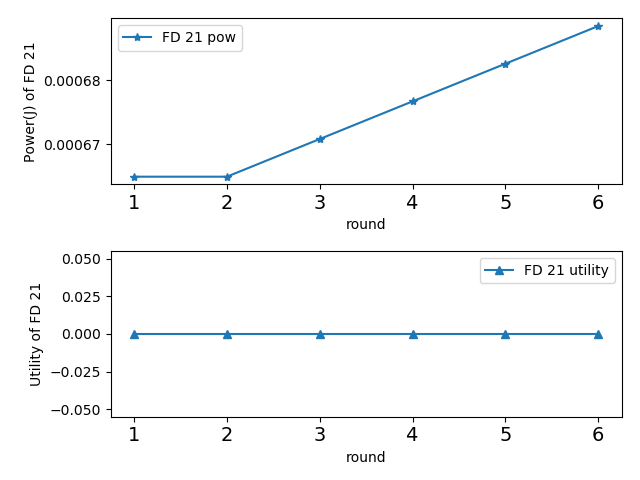 FD 21 pow
Power(J) of FD 21
0.00068
0.00067
1 2 3 4 5 6
round
FD 21 utility
Utility of FD 21
0.050
0.025
0.000
−0.025
−0.050
1 2 3 4 5 6
round